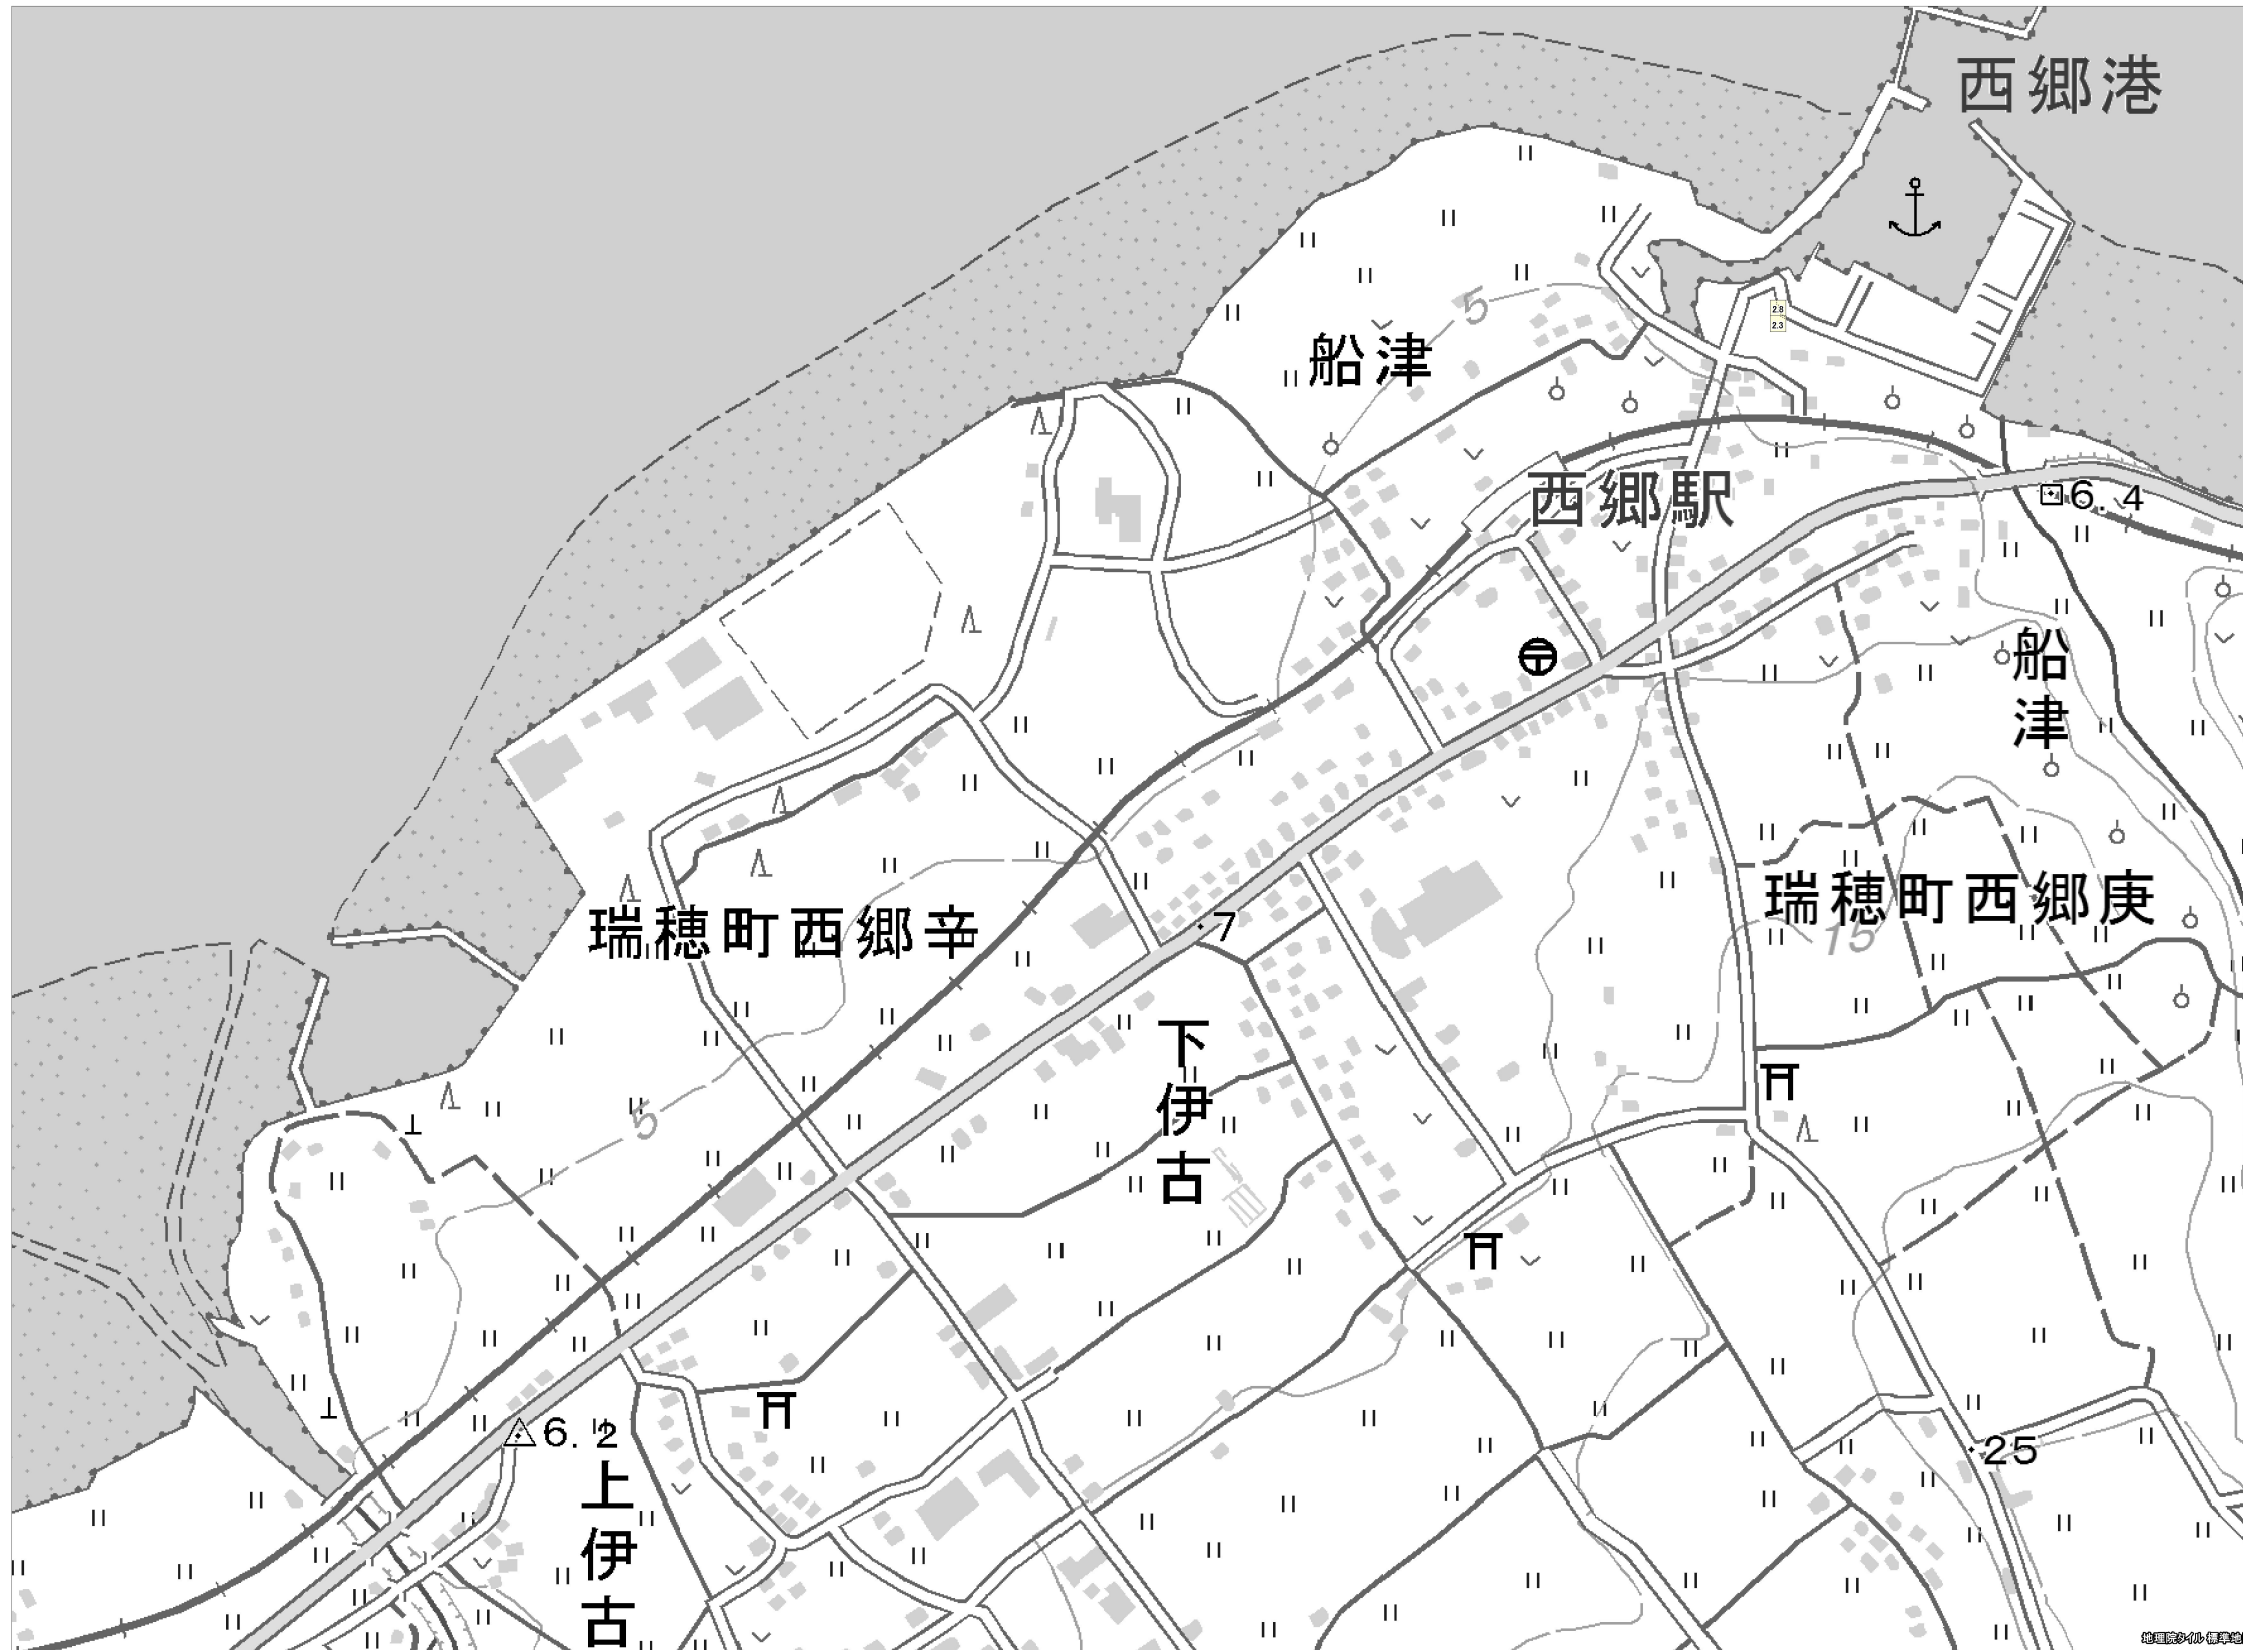 西郷港
5
2.8
2.3
船津
西郷駅
6.4
船津
瑞穂町西郷庚
15
瑞穂町西郷辛
7
下伊古
5
6.2
上伊古
25
地理院タイル 標準地